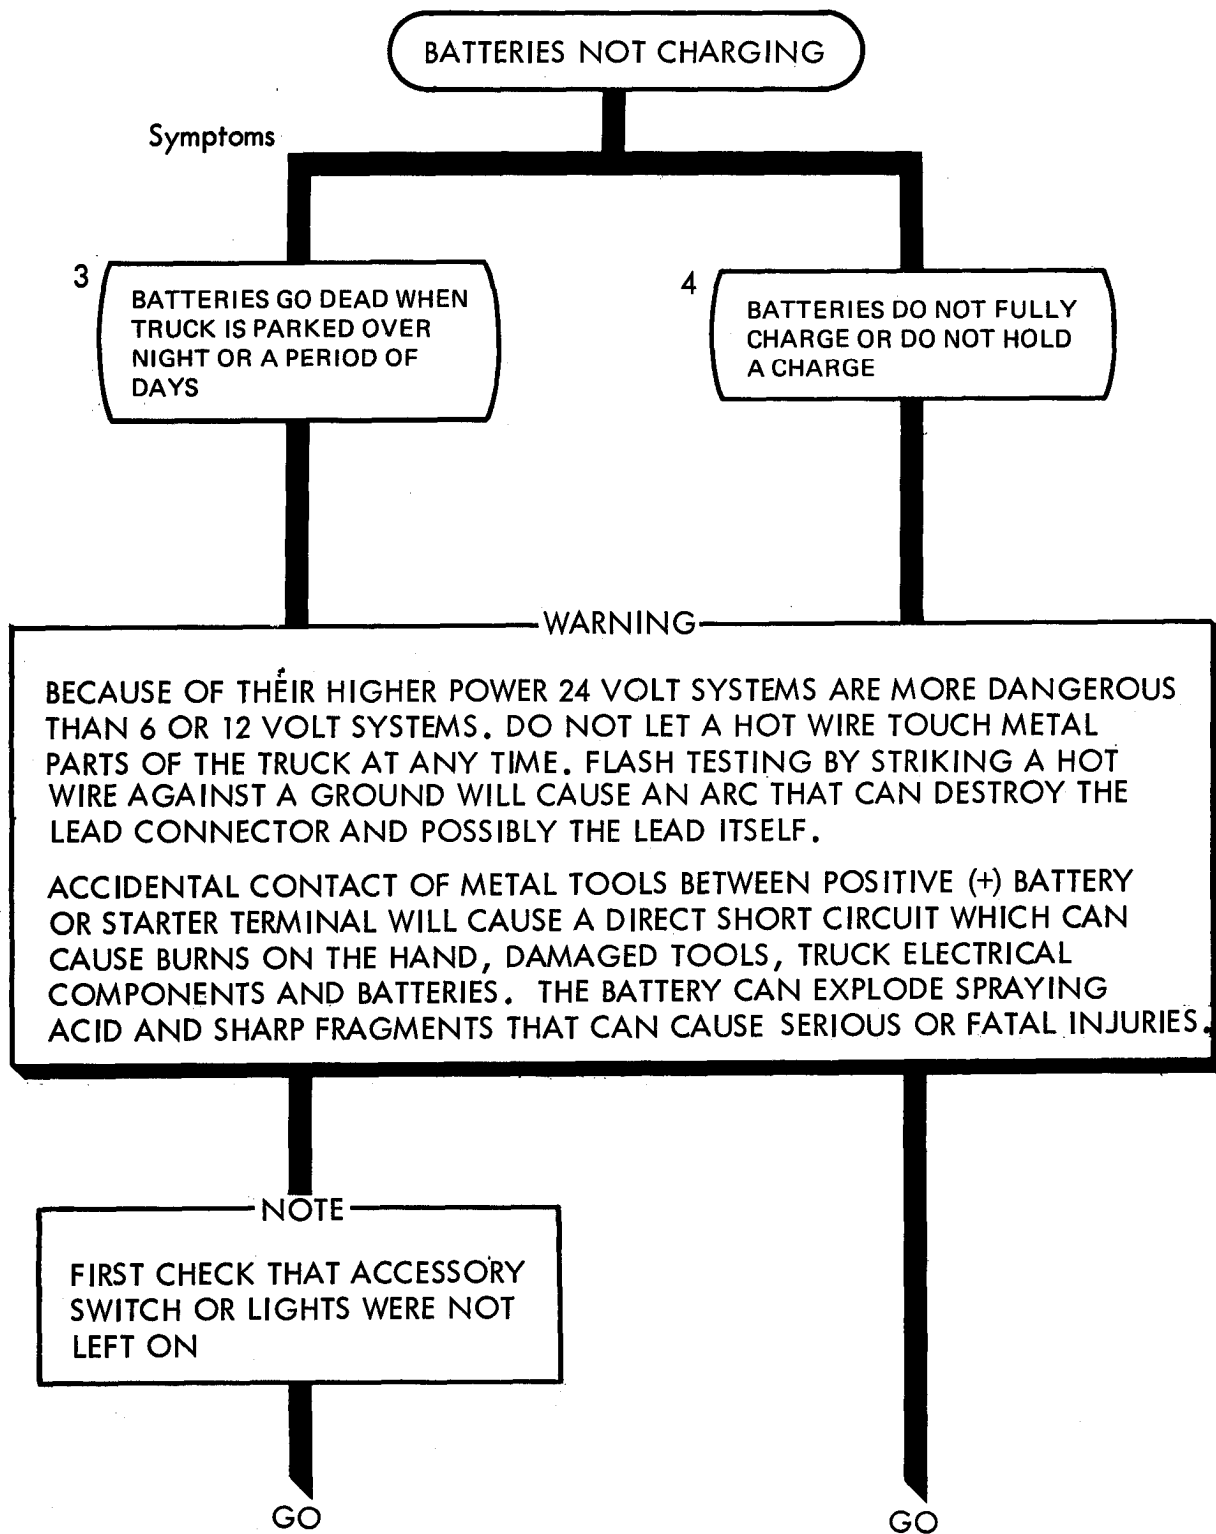 BATTERIES NOT CHARGING
Symptoms
3
BATTERIES GO DEAD WHEN
TRUCK IS PARKED OVER
NIGHT OR A PERIOD OF
DAYS
4
BATTERIES DO NOT FULLY
CHARGE OR DO NOT HOLD
A CHARGE
WARNING
BECAUSE OF THEIR HIGHER POWER 24 VOLT SYSTEMS ARE MORE DANGEROUS
THAN 6 OR 12 VOLT SYSTEMS. DO NOT LET A HOT WIRE TOUCH METAL
PARTS OF THE TRUCK AT ANY TIME. FLASH TESTING BY STRIKING A HOT
WIRE AGAINST A GROUND WILL CAUSE AN ARC THAT CAN DESTROY THE
LEAD CONNECTOR AND POSSIBLY THE LEAD ITSELF.
ACCIDENTAL CONTACT OF METAL TOOLS BETWEEN POSITIVE (+) BATTERY
OR STARTER TERMINAL WILL CAUSE A DIRECT SHORT CIRCUIT WHICH CAN
CAUSE BURNS ON THE HAND, DAMAGED TOOLS, TRUCK ELECTRICAL
COMPONENTS AND BATTERIES. THE BATTERY CAN EXPLODE SPRAYING
ACID AND SHARP FRAGMENTS THAT CAN CAUSE SERIOUS OR FATAL INJURIES.
NOTE
FIRST CHECK THAT ACCESSORY
SWITCH OR LIGHTS WERE NOT
LEFT ON
GO
GO